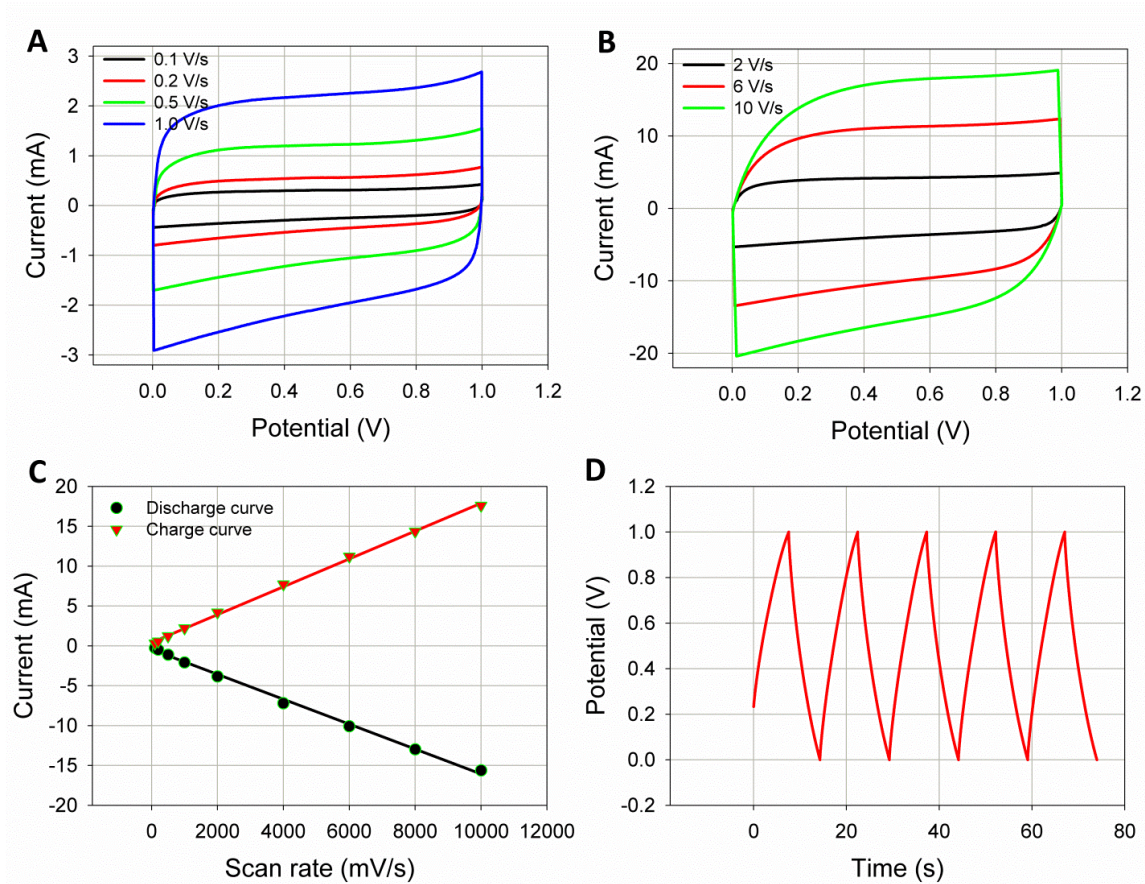 A
3
2
1
0
-1
-2
-3
Current (mA)
0.1 V/s
0.2 V/s
0.5 V/s
1.0 V/s
0.0 0.2 0.4 0.6 0.8 1.0 1.2
Potential (V)
B
20
10
0
-10
-20
Current (mA)
2 V/s
6 V/s
10 V/s
0.0 0.2 0.4 0.6 0.8 1.0 1.2
Potential (V)
C
20
15
10
5
0
-5
-10
-15
-20
Current (mA)
Discharge curve
Charge curve
0 2000 4000 6000 8000 10000 12000
Scan rate (mV/s)
D
1.2
1.0
0.8
0.6
0.4
0.2
0.0
-0.2
Potential (V)
0 20 40 60 80
Time (s)